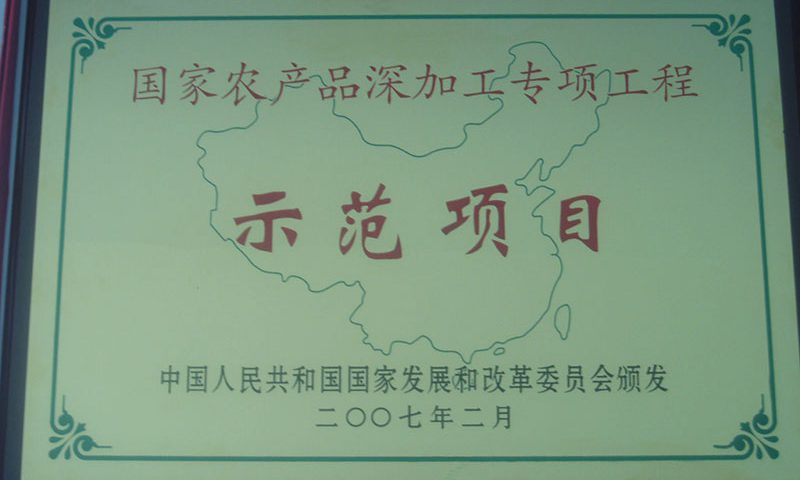 国家农产品深加工专项工程
示范项目
中国人民共和国国家发展和改革委员会颁发
二〇〇七年二月